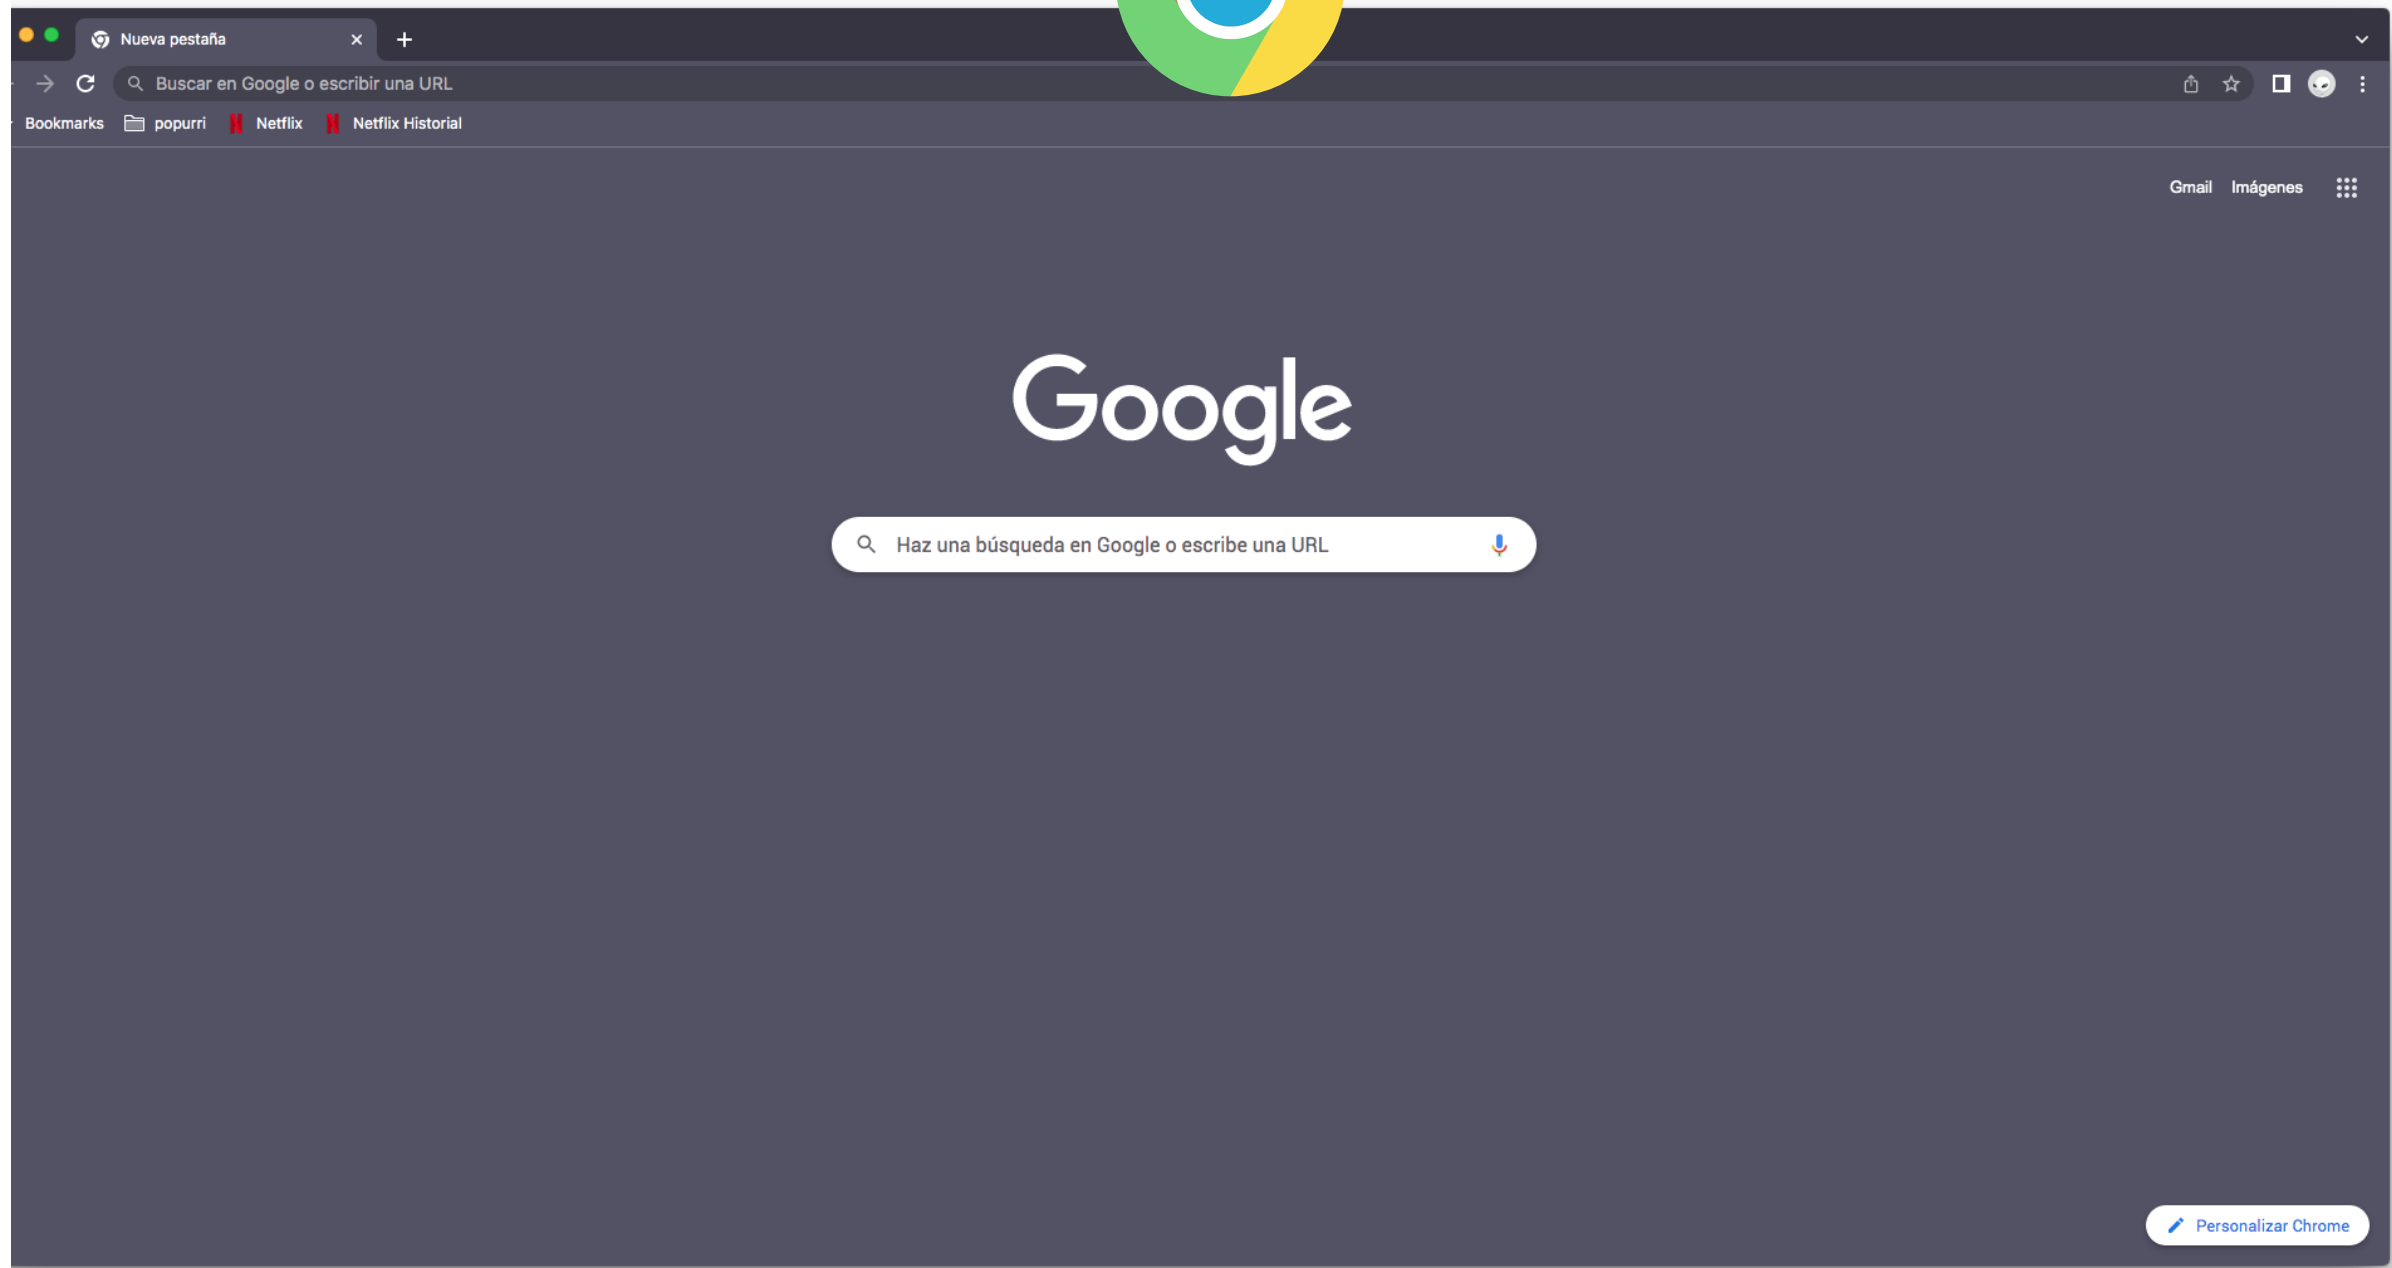 Nueva pestaña
Buscar en Google o escribir una URL
Bookmarks popurri Netflix Netflix Historial
Gmail Imágenes
Google
Haz una búsqueda en Google o escribe una URL
Personalizar Chrome